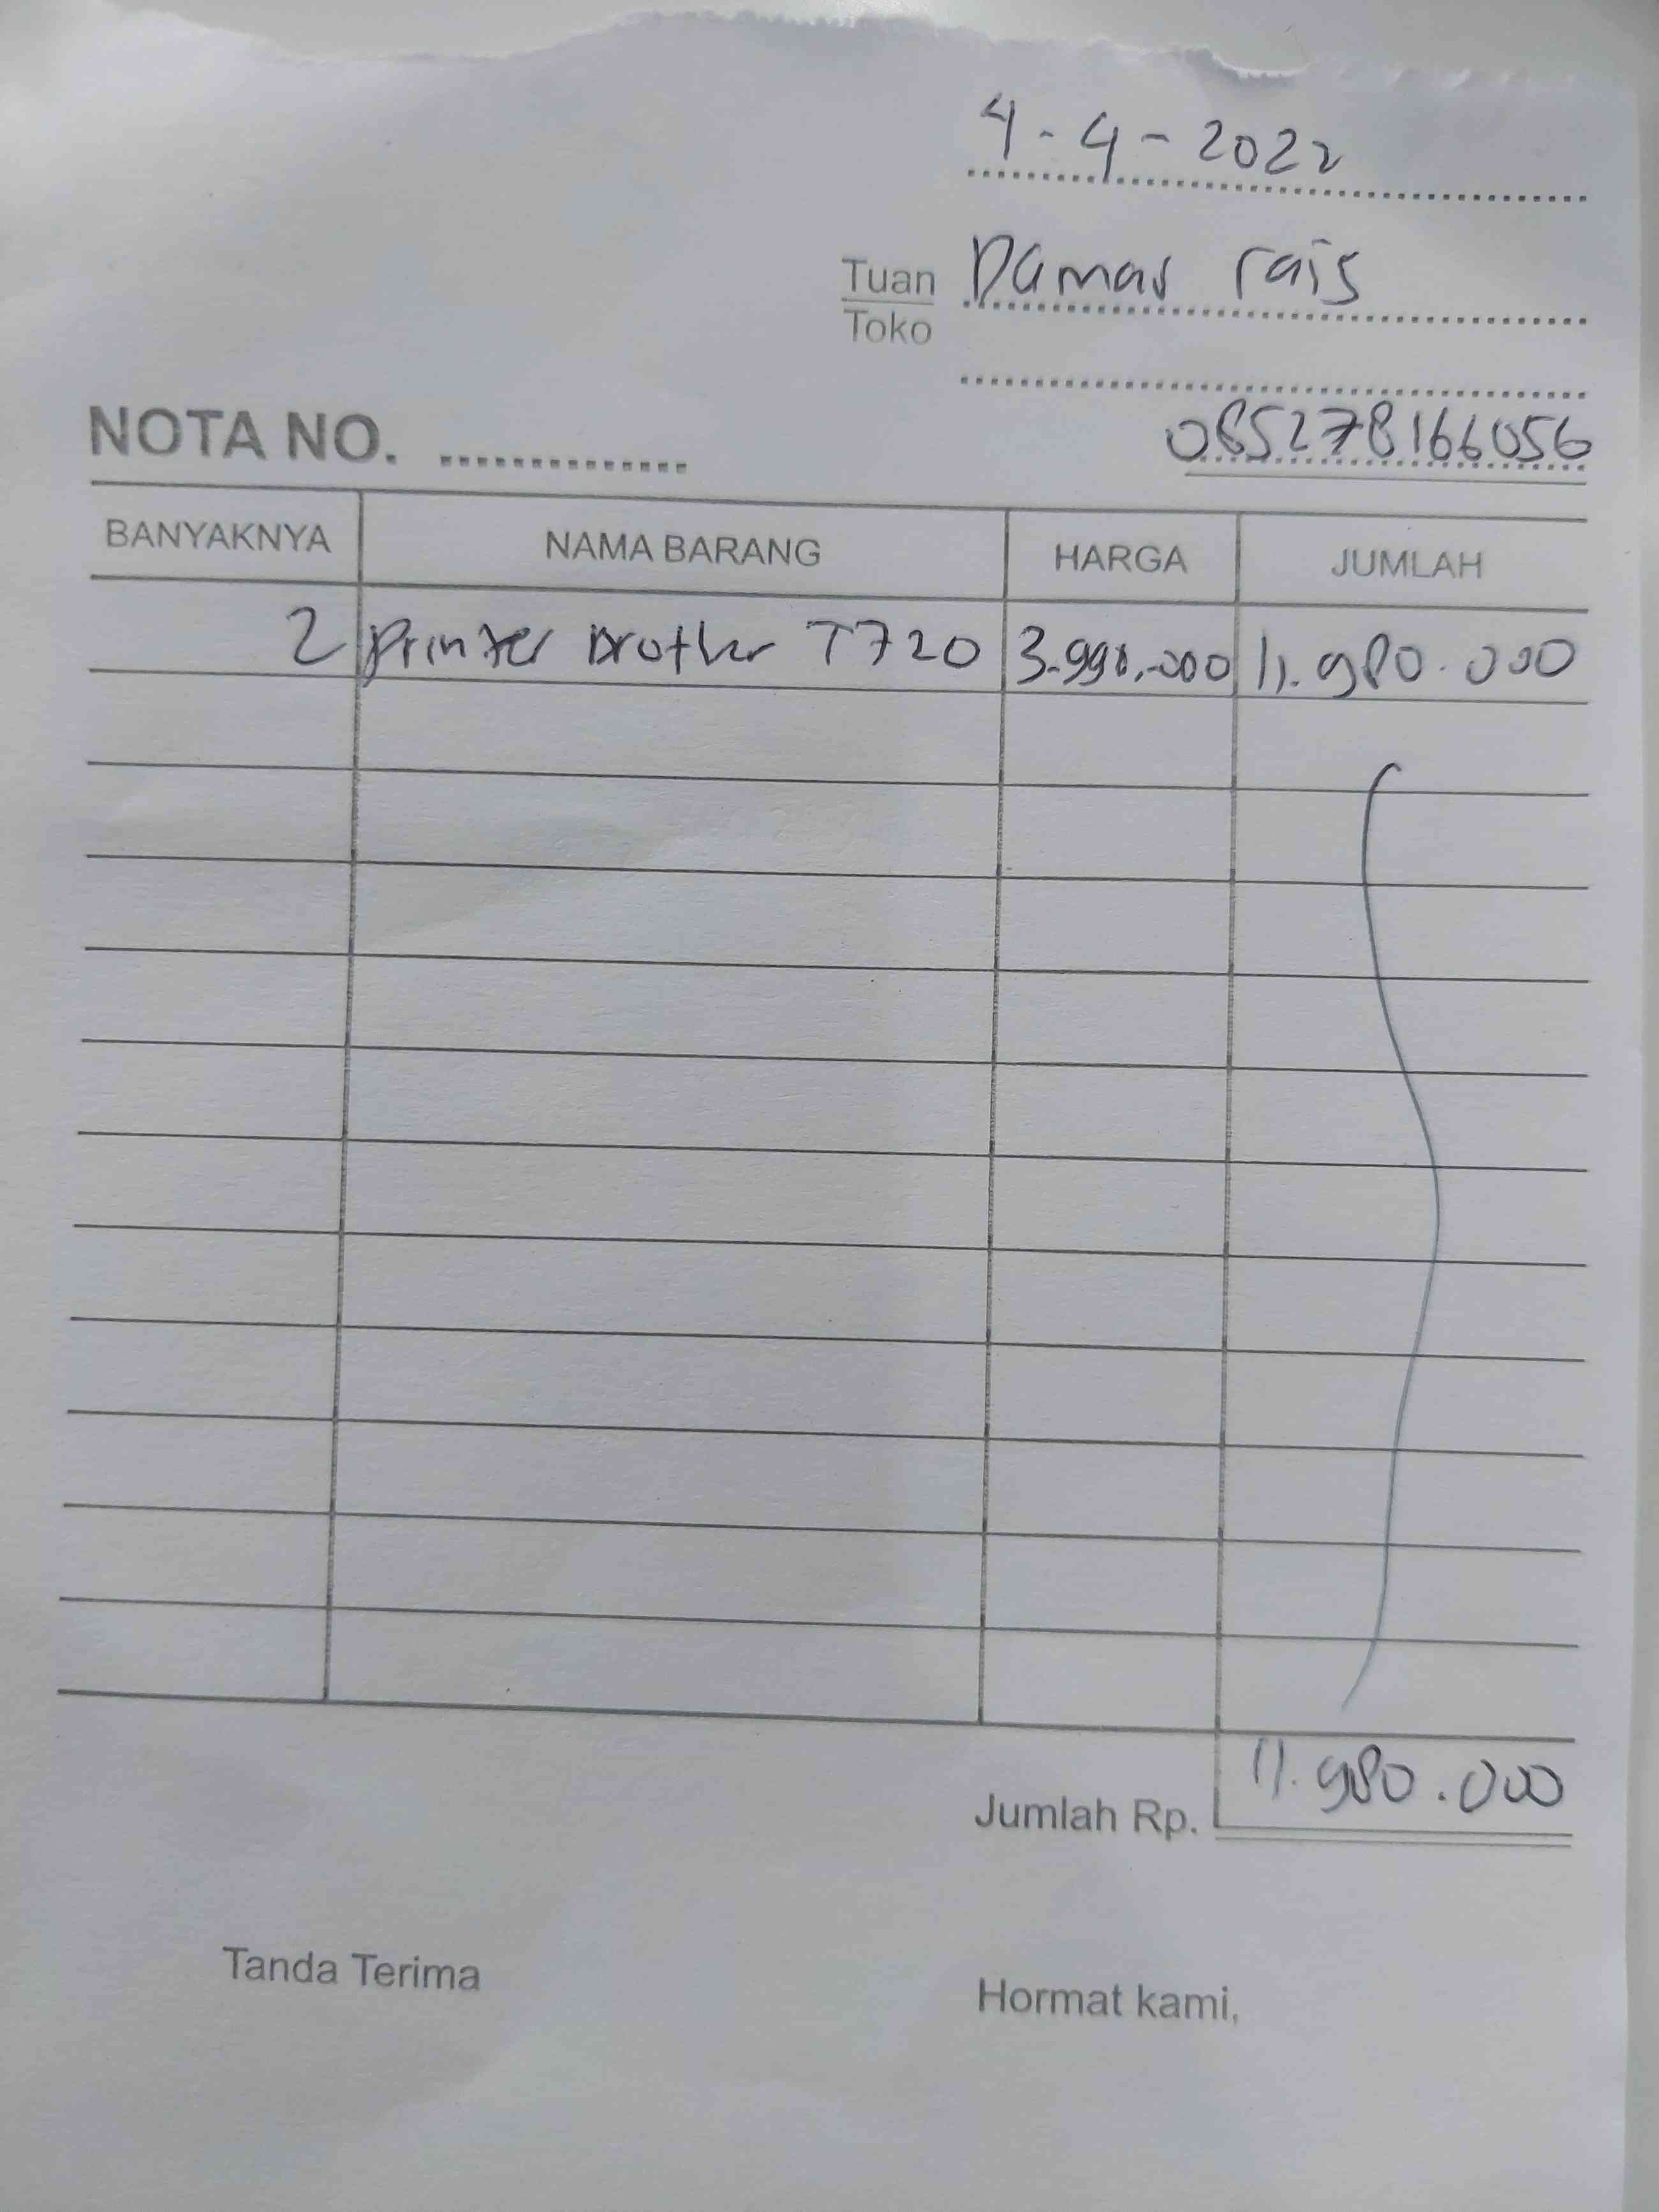 4-4-2022
Tuan Damar rais
Toko
NOTA NO. ..............
085278166056
BANYAKNYA NAMA BARANG HARGA JUMLAH
2 Printer Brother T720 3.990.000 11.980.000
Jumlah Rp. 11.980.000
Tanda Terima Hormat kami,